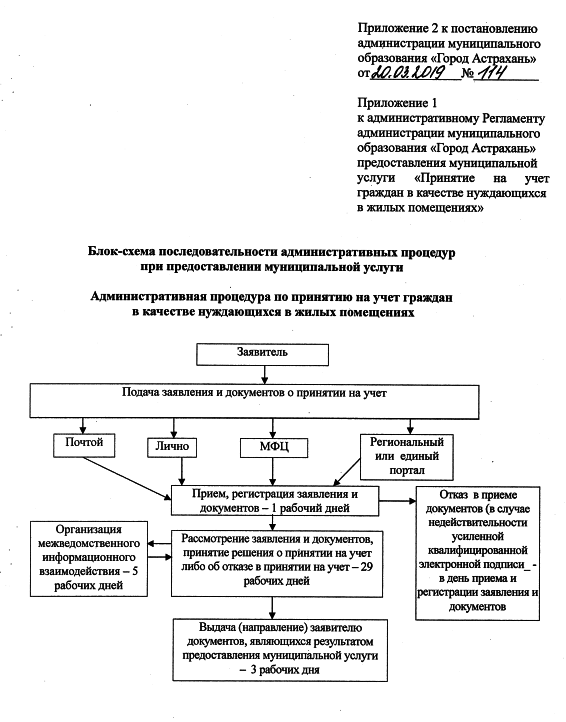 Приложение 2 к постановлению
администрации муниципального
образования «Город Астрахань»
от 20.03.2019 № 114
Приложение 1
к административному Регламенту
администрации муниципального
образования «Город Астрахань»
предоставления муниципальной
услуги «Принятие на учет
граждан в качестве нуждающихся
в жилых помещениях»
Блок-схема последовательности административных процедур
при предоставлении муниципальной услуги
Административная процедура по принятию на учет граждан
в качестве нуждающихся в жилых помещениях
Заявитель
Подача заявления и документов о принятии на учет
Почтой
Лично
МФЦ
Региональный
или единый
портал
Прием, регистрация заявления и
документов – 1 рабочий день
Отказ в приеме
документов (в случае
недействительности
усиленной
квалифицированной
электронной подписи_ -
в день приема и
регистрации заявления и
документов
Организация
межведомственного
информационного
взаимодействия – 5
рабочих дней
Рассмотрение заявления и документов,
принятие решения о принятии на учет
либо об отказе в принятии на учет – 29
рабочих дней
Выдача (направление) заявителю
документов, являющихся результатом
предоставления муниципальной услуги
– 3 рабочих дня